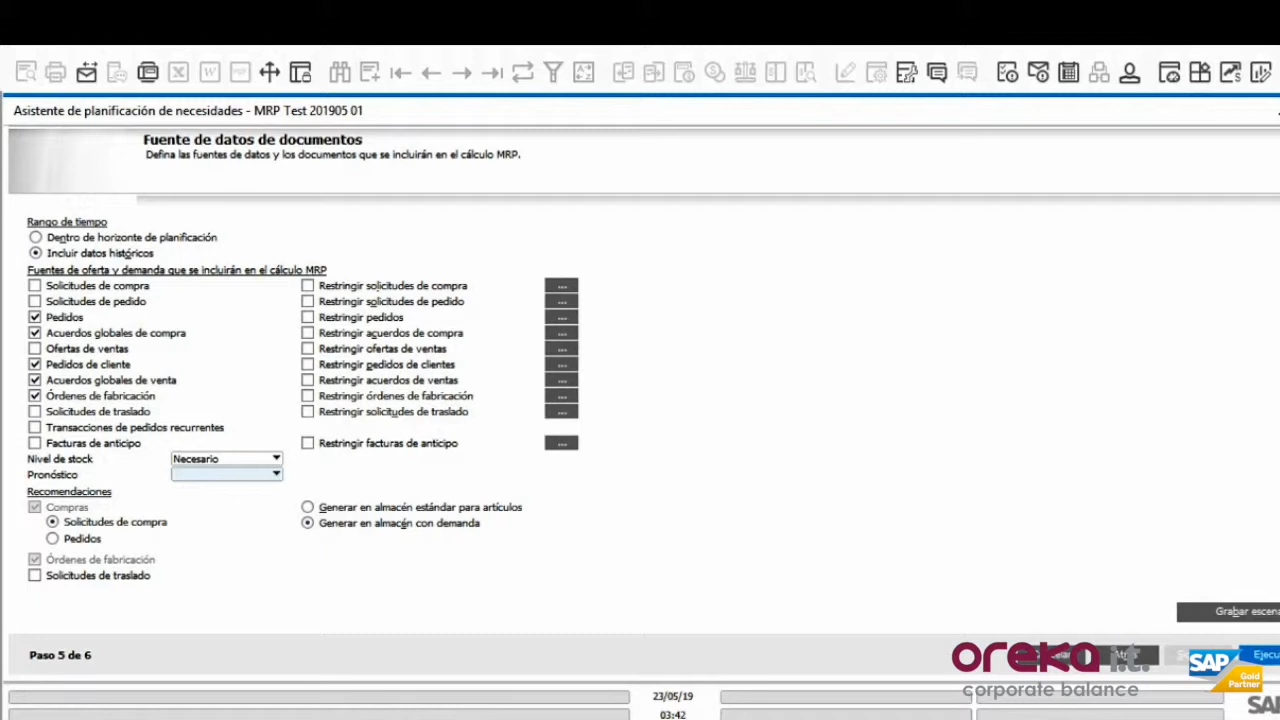 Asistente de planificación de necesidades - MRP Test 201905 01
Fuente de datos de documentos
Defina las fuentes de datos y los documentos que se incluirán en el cálculo MRP.
Rango de tiempo
Dentro de horizonte de planificación
Incluir datos históricos
Fuentes de oferta y demanda que se incluirán en el cálculo MRP
Solicitudes de compra Restringir solicitudes de compra ...
Solicitudes de pedido Restringir solicitudes de pedido ...
Pedidos Restringir pedidos ...
Acuerdos globales de compra Restringir acuerdos de compra ...
Ofertas de ventas Restringir ofertas de ventas ...
Pedidos de cliente Restringir pedidos de clientes ...
Acuerdos globales de venta Restringir acuerdos de ventas ...
Órdenes de fabricación Restringir órdenes de fabricación ...
Solicitudes de traslado Restringir solicitudes de traslado ...
Transacciones de pedidos recurrentes
Facturas de anticipo Restringir facturas de anticipo ...
Nivel de stock Necesario
Pronóstico
Recomendaciones
Compras Generar en almacén estándar para artículos
Solicitudes de compra Generar en almacén con demanda
Pedidos
Órdenes de fabricación
Solicitudes de traslado
Grabar escena
Paso 5 de 6
Ejecu
oreka i.t.
corporate balance
SAP
Gold
Partner
23/05/19
03:42
SA